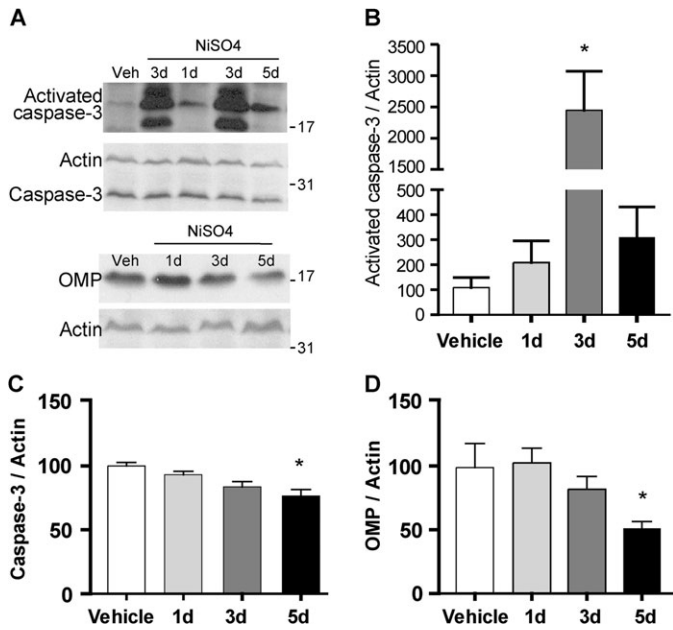 A
NiSO4
Veh 3d 1d 3d 5d
Activated
caspase-3
-17
Actin
-31
Caspase-3
NiSO4
Veh 1d 3d 5d
OMP
-17
Actin
-31
B
Activated caspase-3 / Actin
3500
3000
2500
2000
1500
500
400
300
200
100
0
*
Vehicle 1d 3d 5d
C
Caspase-3 / Actin
150
100
50
0
*
Vehicle 1d 3d 5d
D
OMP / Actin
150
100
50
0
*
Vehicle 1d 3d 5d